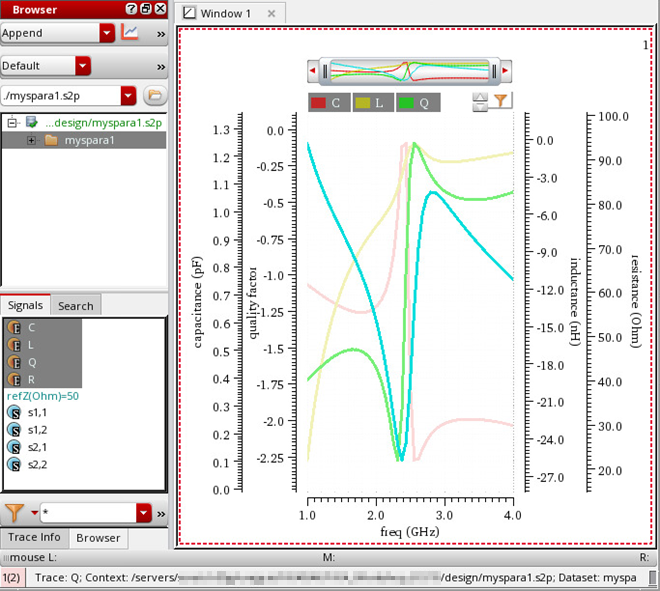 Browser
Append
»
Default
»
./myspara1.s2p
...design/myspara1.s2p
myspara1
Signals
Search
C
L
Q
R
refZ(Ohm)=50
s1,1
s1,2
s2,1
s2,2
*
»
Trace Info
Browser
Window 1
1
C
L
Q
capacitance (pF)
1.3
1.2
1.1
1.0
0.9
0.8
0.7
0.6
0.5
0.4
0.3
0.2
0.1
0.0
quality factor
0.0
-0.25
-0.5
-0.75
-1.0
-1.25
-1.5
-1.75
-2.0
-2.25
0.0
-3.0
-6.0
-9.0
-12.0
-15.0
-18.0
-21.0
-24.0
-27.0
inductance (nH)
100.0
90.0
80.0
70.0
60.0
50.0
40.0
30.0
20.0
resistance (Ohm)
1.0 2.0 3.0 4.0
freq (GHz)
mouse L: M: R:
1(2) Trace: Q; Context: /servers/ /design/myspara1.s2p; Dataset: myspa